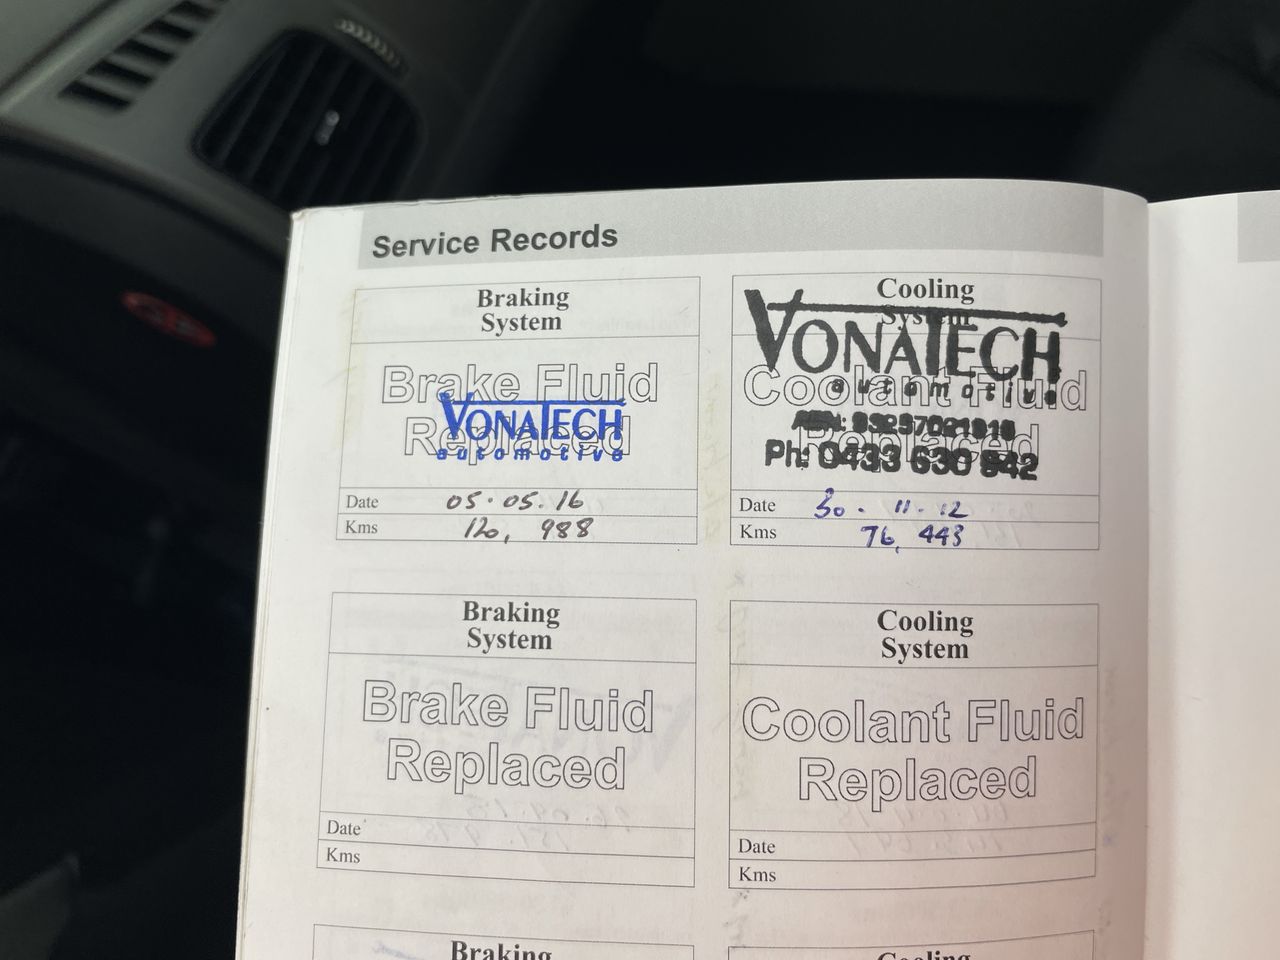 Service Records
Braking
System
Brake Fluid
Replaced
VONATECH
automotive
Date 05.05.16
Kms 120, 988
Cooling
System
Coolant Fluid
Replaced
VONATECH
automotive
Ph: 0433 630 842
Date 30. 11. 12
Kms 76, 443
Braking
System
Brake Fluid
Replaced
Date
Kms
Cooling
System
Coolant Fluid
Replaced
Date
Kms
Braking
Cooling